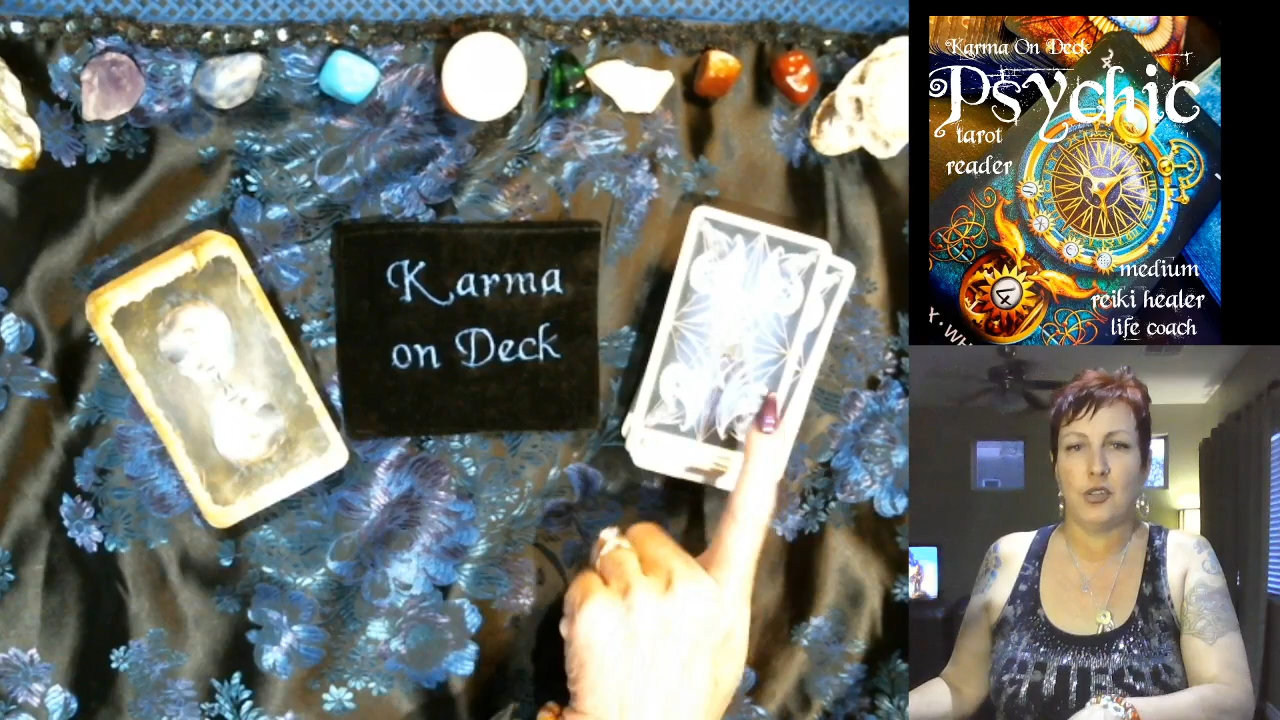 Karma
on Deck
Karma On Deck
Psychic
tarot
reader
medium
reiki healer
life coach